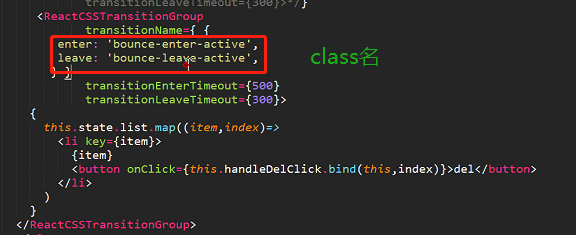 transitionLeaveTimeout={300}>*/}
<ReactCSSTransitionGroup
transitionName={ {
enter: 'bounce-enter-active',
leave: 'bounce-leave-active',
class名
} }
transitionEnterTimeout={500}
transitionLeaveTimeout={300}>
{
this.state.list.map((item,index)=>
<li key={item}>
{item}
<button onClick={this.handleDelClick.bind(this,index)}>del</button>
</li>
)
}
</ReactCSSTransitionGroup>